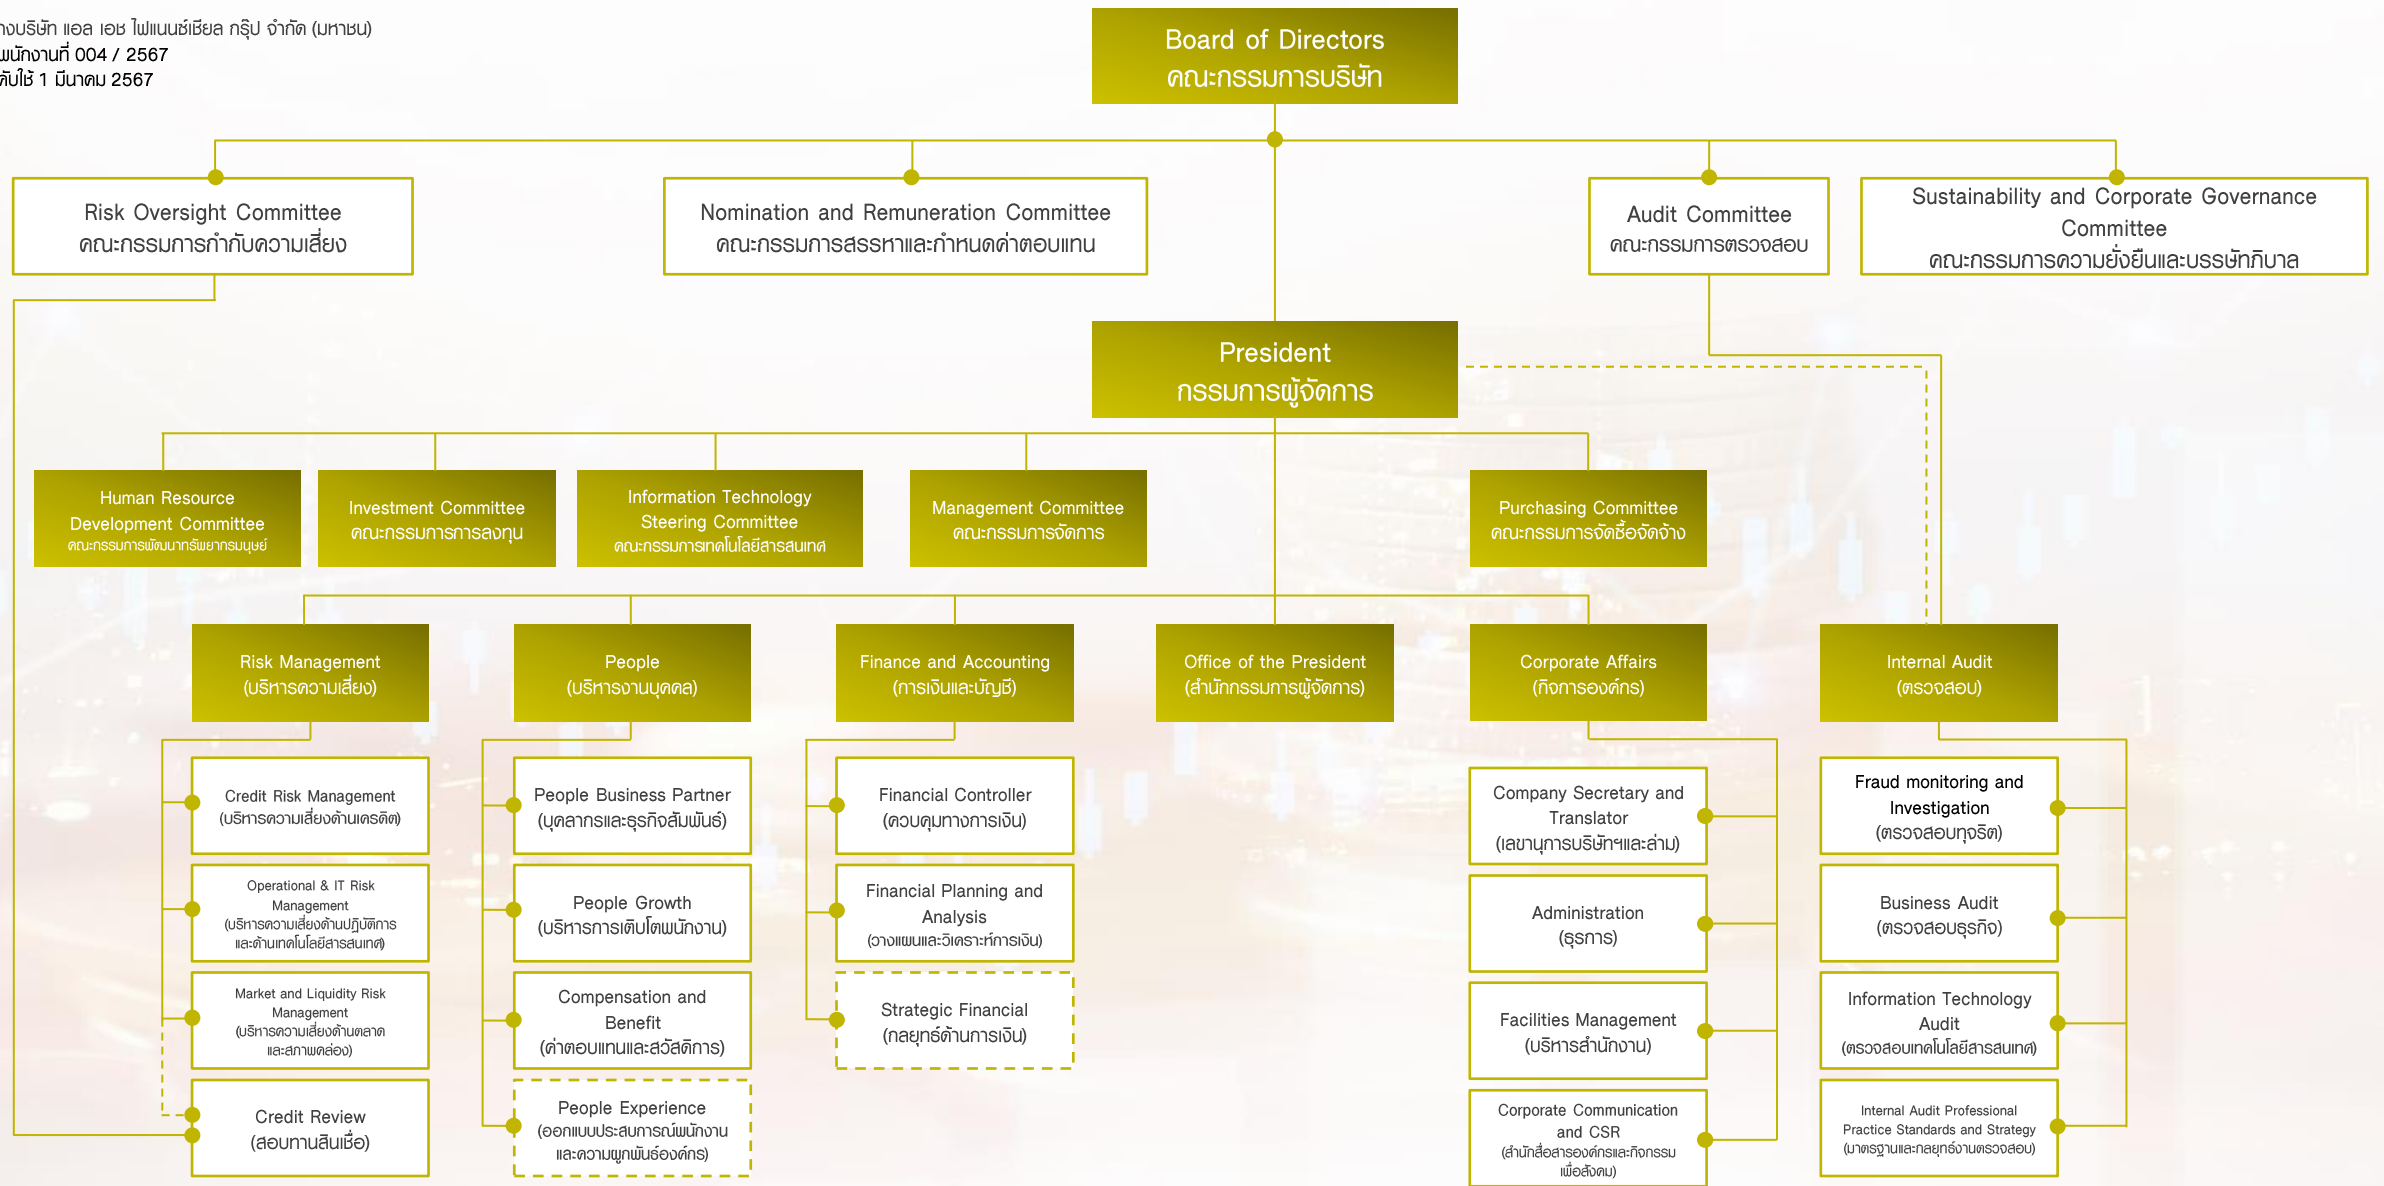 างบริษัท แอล เอช ไฟแนนซ์เชียล กรุ๊ป จำกัด (มหาชน)
พนักงานที่ 004 / 2567
คับใช้ 1 มีนาคม 2567
Board of Directors
คณะกรรมการบริษัท
Risk Oversight Committee
คณะกรรมการกำกับความเสี่ยง
Nomination and Remuneration Committee
คณะกรรมการสรรหาและกำหนดค่าตอบแทน
Audit Committee
คณะกรรมการตรวจสอบ
Sustainability and Corporate Governance
Committee
คณะกรรมการความยั่งยืนและบรรษัทภิบาล
President
กรรมการผู้จัดการ
Human Resource
Development Committee
คณะกรรมการพัฒนาทรัพยากรมนุษย์
Investment Committee
คณะกรรมการการลงทุน
Information Technology
Steering Committee
คณะกรรมการเทคโนโลยีสารสนเทศ
Management Committee
คณะกรรมการจัดการ
Purchasing Committee
คณะกรรมการจัดซื้อจัดจ้าง
Risk Management
(บริหารความเสี่ยง)
People
(บริหารงานบุคคล)
Finance and Accounting
(การเงินและบัญชี)
Office of the President
(สำนักกรรมการผู้จัดการ)
Corporate Affairs
(กิจการองค์กร)
Internal Audit
(ตรวจสอบ)
Credit Risk Management
(บริหารความเสี่ยงด้านเครดิต)
Operational & IT Risk
Management
(บริหารความเสี่ยงด้านปฏิบัติการ
และด้านเทคโนโลยีสารสนเทศ)
Market and Liquidity Risk
Management
(บริหารความเสี่ยงด้านตลาด
และสภาพคล่อง)
Credit Review
(สอบทานสินเชื่อ)
People Business Partner
(บุคลากรและธุรกิจสัมพันธ์)
People Growth
(บริหารการเติบโตพนักงาน)
Compensation and
Benefit
(ค่าตอบแทนและสวัสดิการ)
People Experience
(ออกแบบประสบการณ์พนักงาน
และความผูกพันธ์องค์กร)
Financial Controller
(ควบคุมทางการเงิน)
Financial Planning and
Analysis
(วางแผนและวิเคราะห์การเงิน)
Strategic Financial
(กลยุทธ์ด้านการเงิน)
Company Secretary and
Translator
(เลขานุการบริษัทฯและล่าม)
Administration
(ธุรการ)
Facilities Management
(บริหารสำนักงาน)
Corporate Communication
and CSR
(สำนักสื่อสารองค์กรและกิจกรรม
เพื่อสังคม)
Fraud monitoring and
Investigation
(ตรวจสอบทุจริต)
Business Audit
(ตรวจสอบธุรกิจ)
Information Technology
Audit
(ตรวจสอบเทคโนโลยีสารสนเทศ)
Internal Audit Professional
Practice Standards and Strategy
(มาตรฐานและกลยุทธ์งานตรวจสอบ)